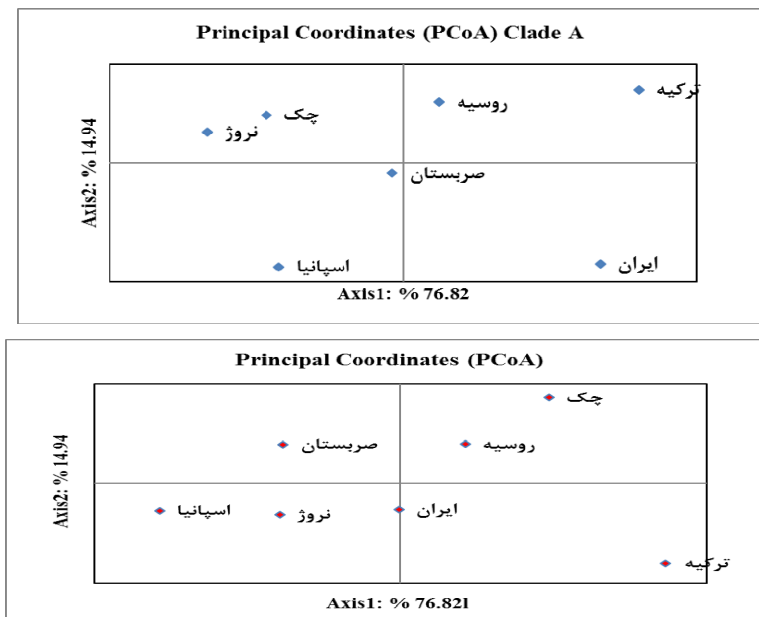 Principal Coordinates (PCoA) Clade A
ترکیه
روسیه
چک
نروژ
صربستان
اسپانیا
ایران
Axis2: % 14.94
Axis1: % 76.82
Principal Coordinates (PCoA)
چک
صربستان
روسیه
اسپانیا
نروژ
ایران
ترکیه
Axis2: % 14.94
Axis1: % 76.82l